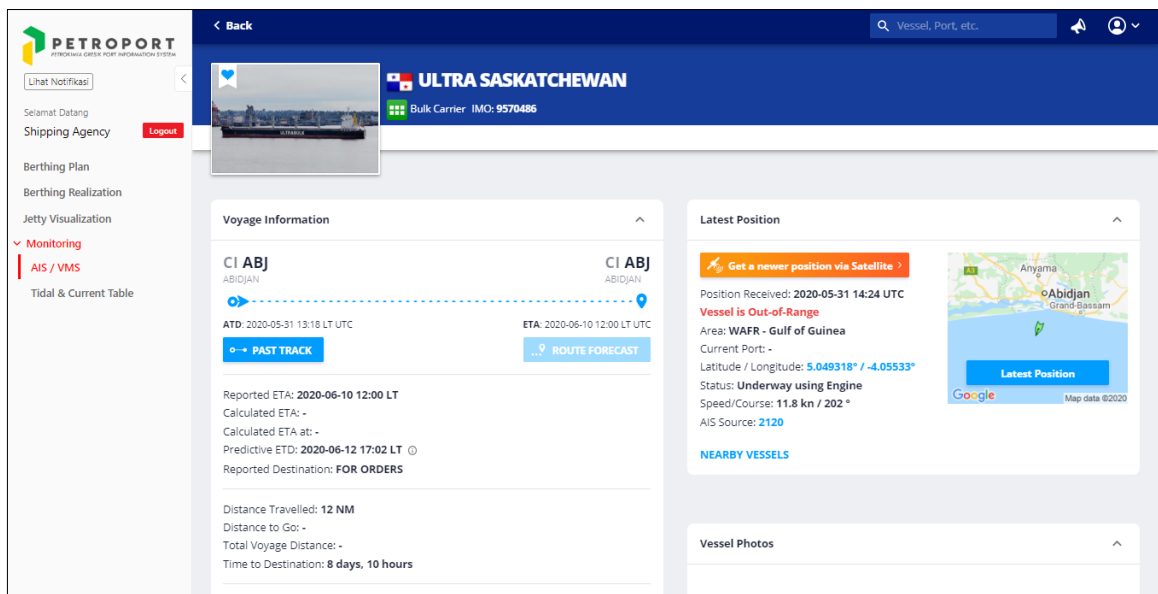 PETROPORT
PETROKIMIA GRESIK PORT INFORMATION SYSTEM
Lihat Notifikasi
Selamat Datang
Shipping Agency
Logout
Berthing Plan
Berthing Realization
Jetty Visualization
Monitoring
AIS / VMS
Tidal & Current Table
Back
Vessel, Port, etc.
ULTRA SASKATCHEWAN
Bulk Carrier IMO: 9570486
ULTRABULK
Voyage Information
CI ABJ
ABIDJAN
CI ABJ
ABIDJAN
ATD: 2020-05-31 13:18 LT UTC
ETA: 2020-06-10 12:00 LT UTC
PAST TRACK
ROUTE FORECAST
Reported ETA: 2020-06-10 12:00 LT
Calculated ETA: -
Calculated ETA at: -
Predictive ETD: 2020-06-12 17:02 LT
Reported Destination: FOR ORDERS
Distance Travelled: 12 NM
Distance to Go: -
Total Voyage Distance: -
Time to Destination: 8 days, 10 hours
Latest Position
Get a newer position via Satellite
Position Received: 2020-05-31 14:24 UTC
Vessel is Out-of-Range
Area: WAFR - Gulf of Guinea
Current Port: -
Latitude / Longitude: 5.049318° / -4.05533°
Status: Underway using Engine
Speed/Course: 11.8 kn / 202 °
AIS Source: 2120
NEARBY VESSELS
A3
Anyama
Abidjan
Grand-Bassam
Latest Position
Google
Map data ©2020
Vessel Photos